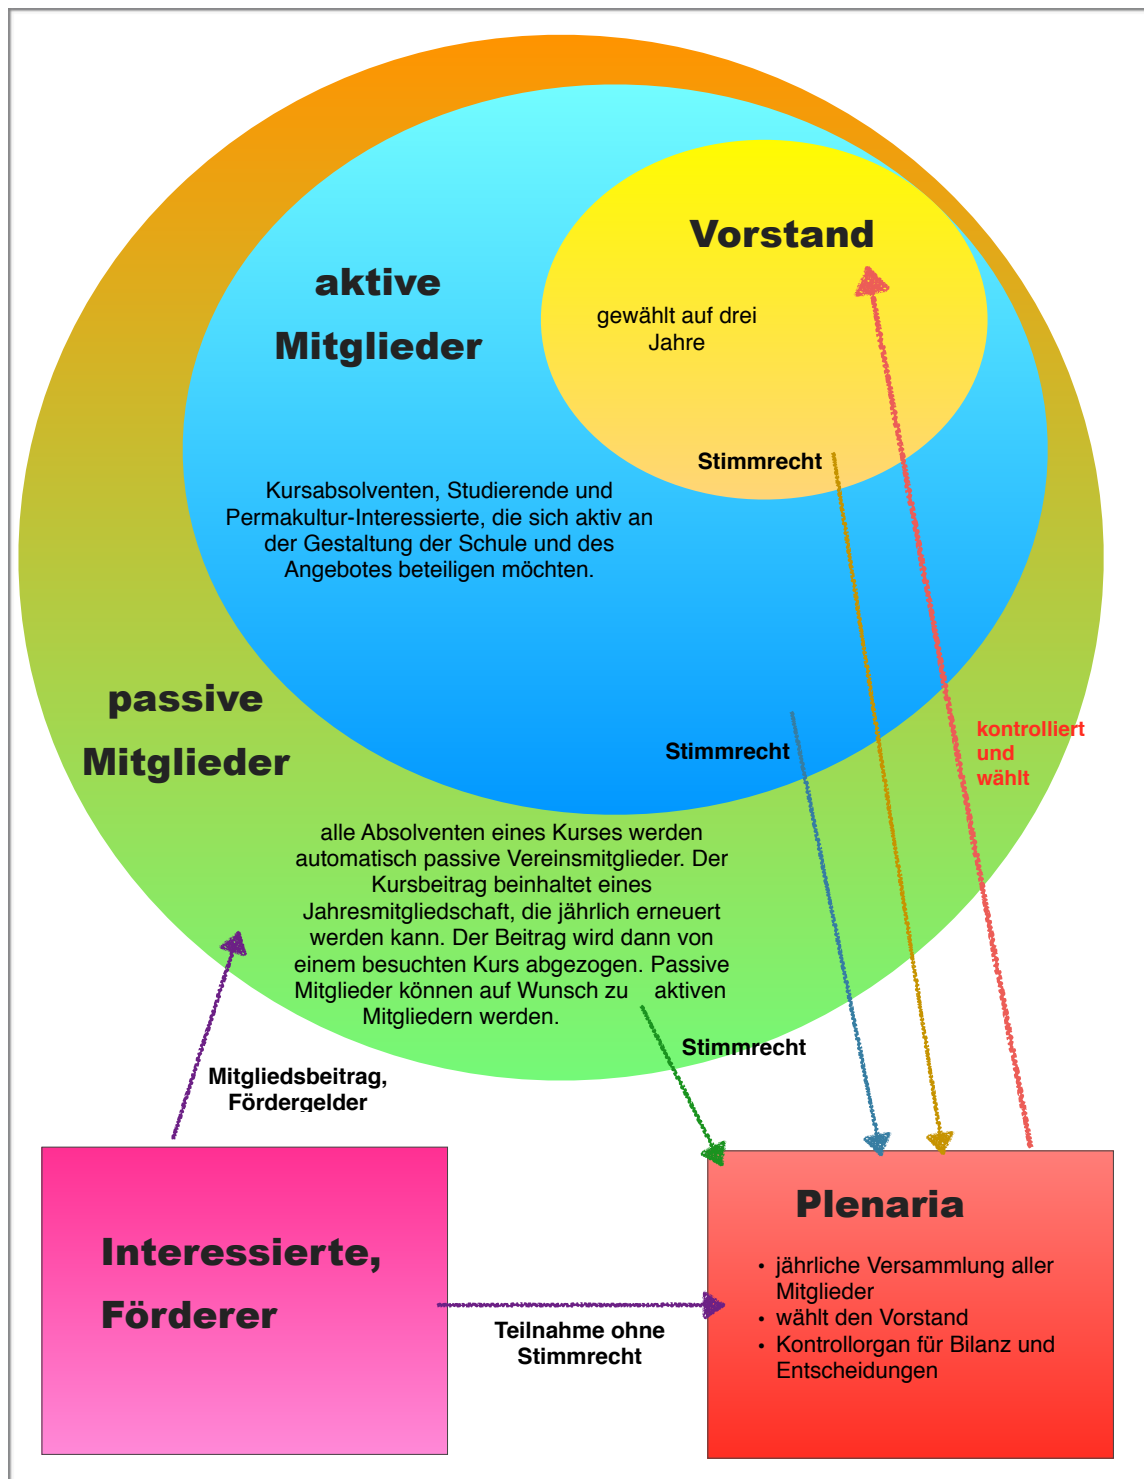 Vorstand
gewählt auf drei
Jahre
Stimmrecht
aktive
Mitglieder
Kursabsolventen, Studierende und
Permakultur-Interessierte, die sich aktiv an
der Gestaltung der Schule und des
Angebotes beteiligen möchten.
Stimmrecht
kontrolliert
und
wählt
passive
Mitglieder
alle Absolventen eines Kurses werden
automatisch passive Vereinsmitglieder. Der
Kursbeitrag beinhaltet eines
Jahresmitgliedschaft, die jährlich erneuert
werden kann. Der Beitrag wird dann von
einem besuchten Kurs abgezogen. Passive
Mitglieder können auf Wunsch zu aktiven
Mitgliedern werden.
Stimmrecht
Mitgliedsbeitrag,
Fördergelder
Interessierte,
Förderer
Teilnahme ohne
Stimmrecht
Plenaria
• jährliche Versammlung aller
Mitglieder
• wählt den Vorstand
• Kontrollorgan für Bilanz und
Entscheidungen